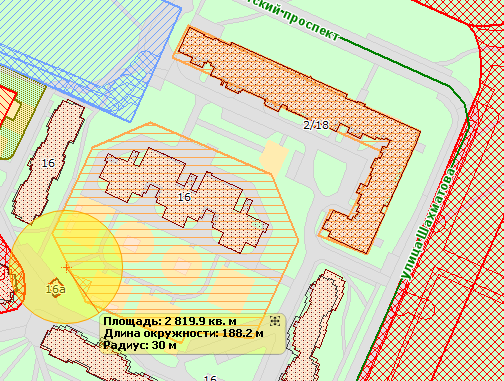 ский проспект
2/18
16
16
улица Шахматова
16а
Площадь: 2 819.9 кв. м
Длина окружности: 188.2 м
Радиус: 30 м
16